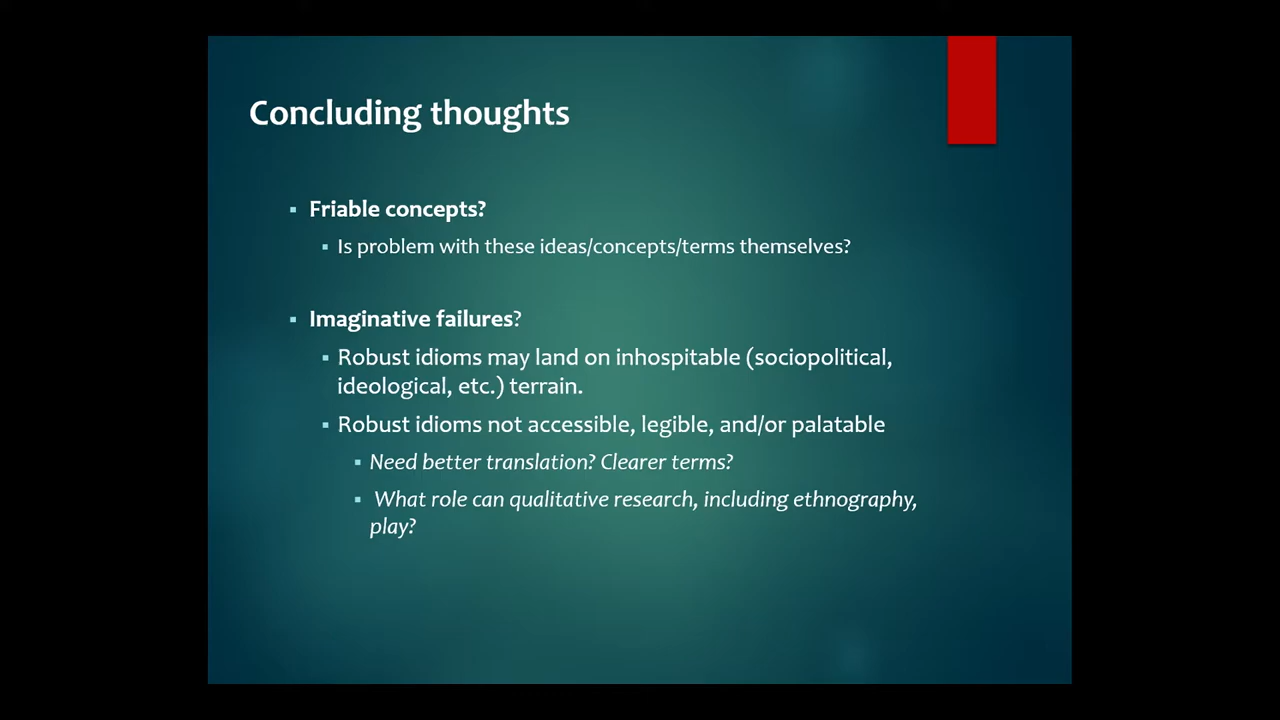 Concluding thoughts
Friable concepts?
Is problem with these ideas/concepts/terms themselves?
Imaginative failures?
Robust idioms may land on inhospitable (sociopolitical,
ideological, etc.) terrain.
Robust idioms not accessible, legible, and/or palatable
Need better translation? Clearer terms?
What role can qualitative research, including ethnography,
play?